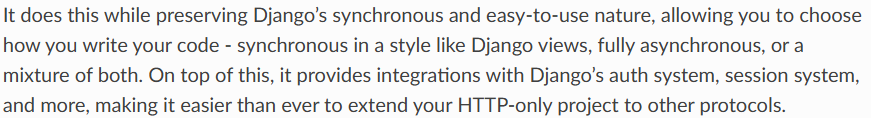 It does this while preserving Django’s synchronous and easy-to-use nature, allowing you to choose
how you write your code - synchronous in a style like Django views, fully asynchronous, or a
mixture of both. On top of this, it provides integrations with Django’s auth system, session system,
and more, making it easier than ever to extend your HTTP-only project to other protocols.